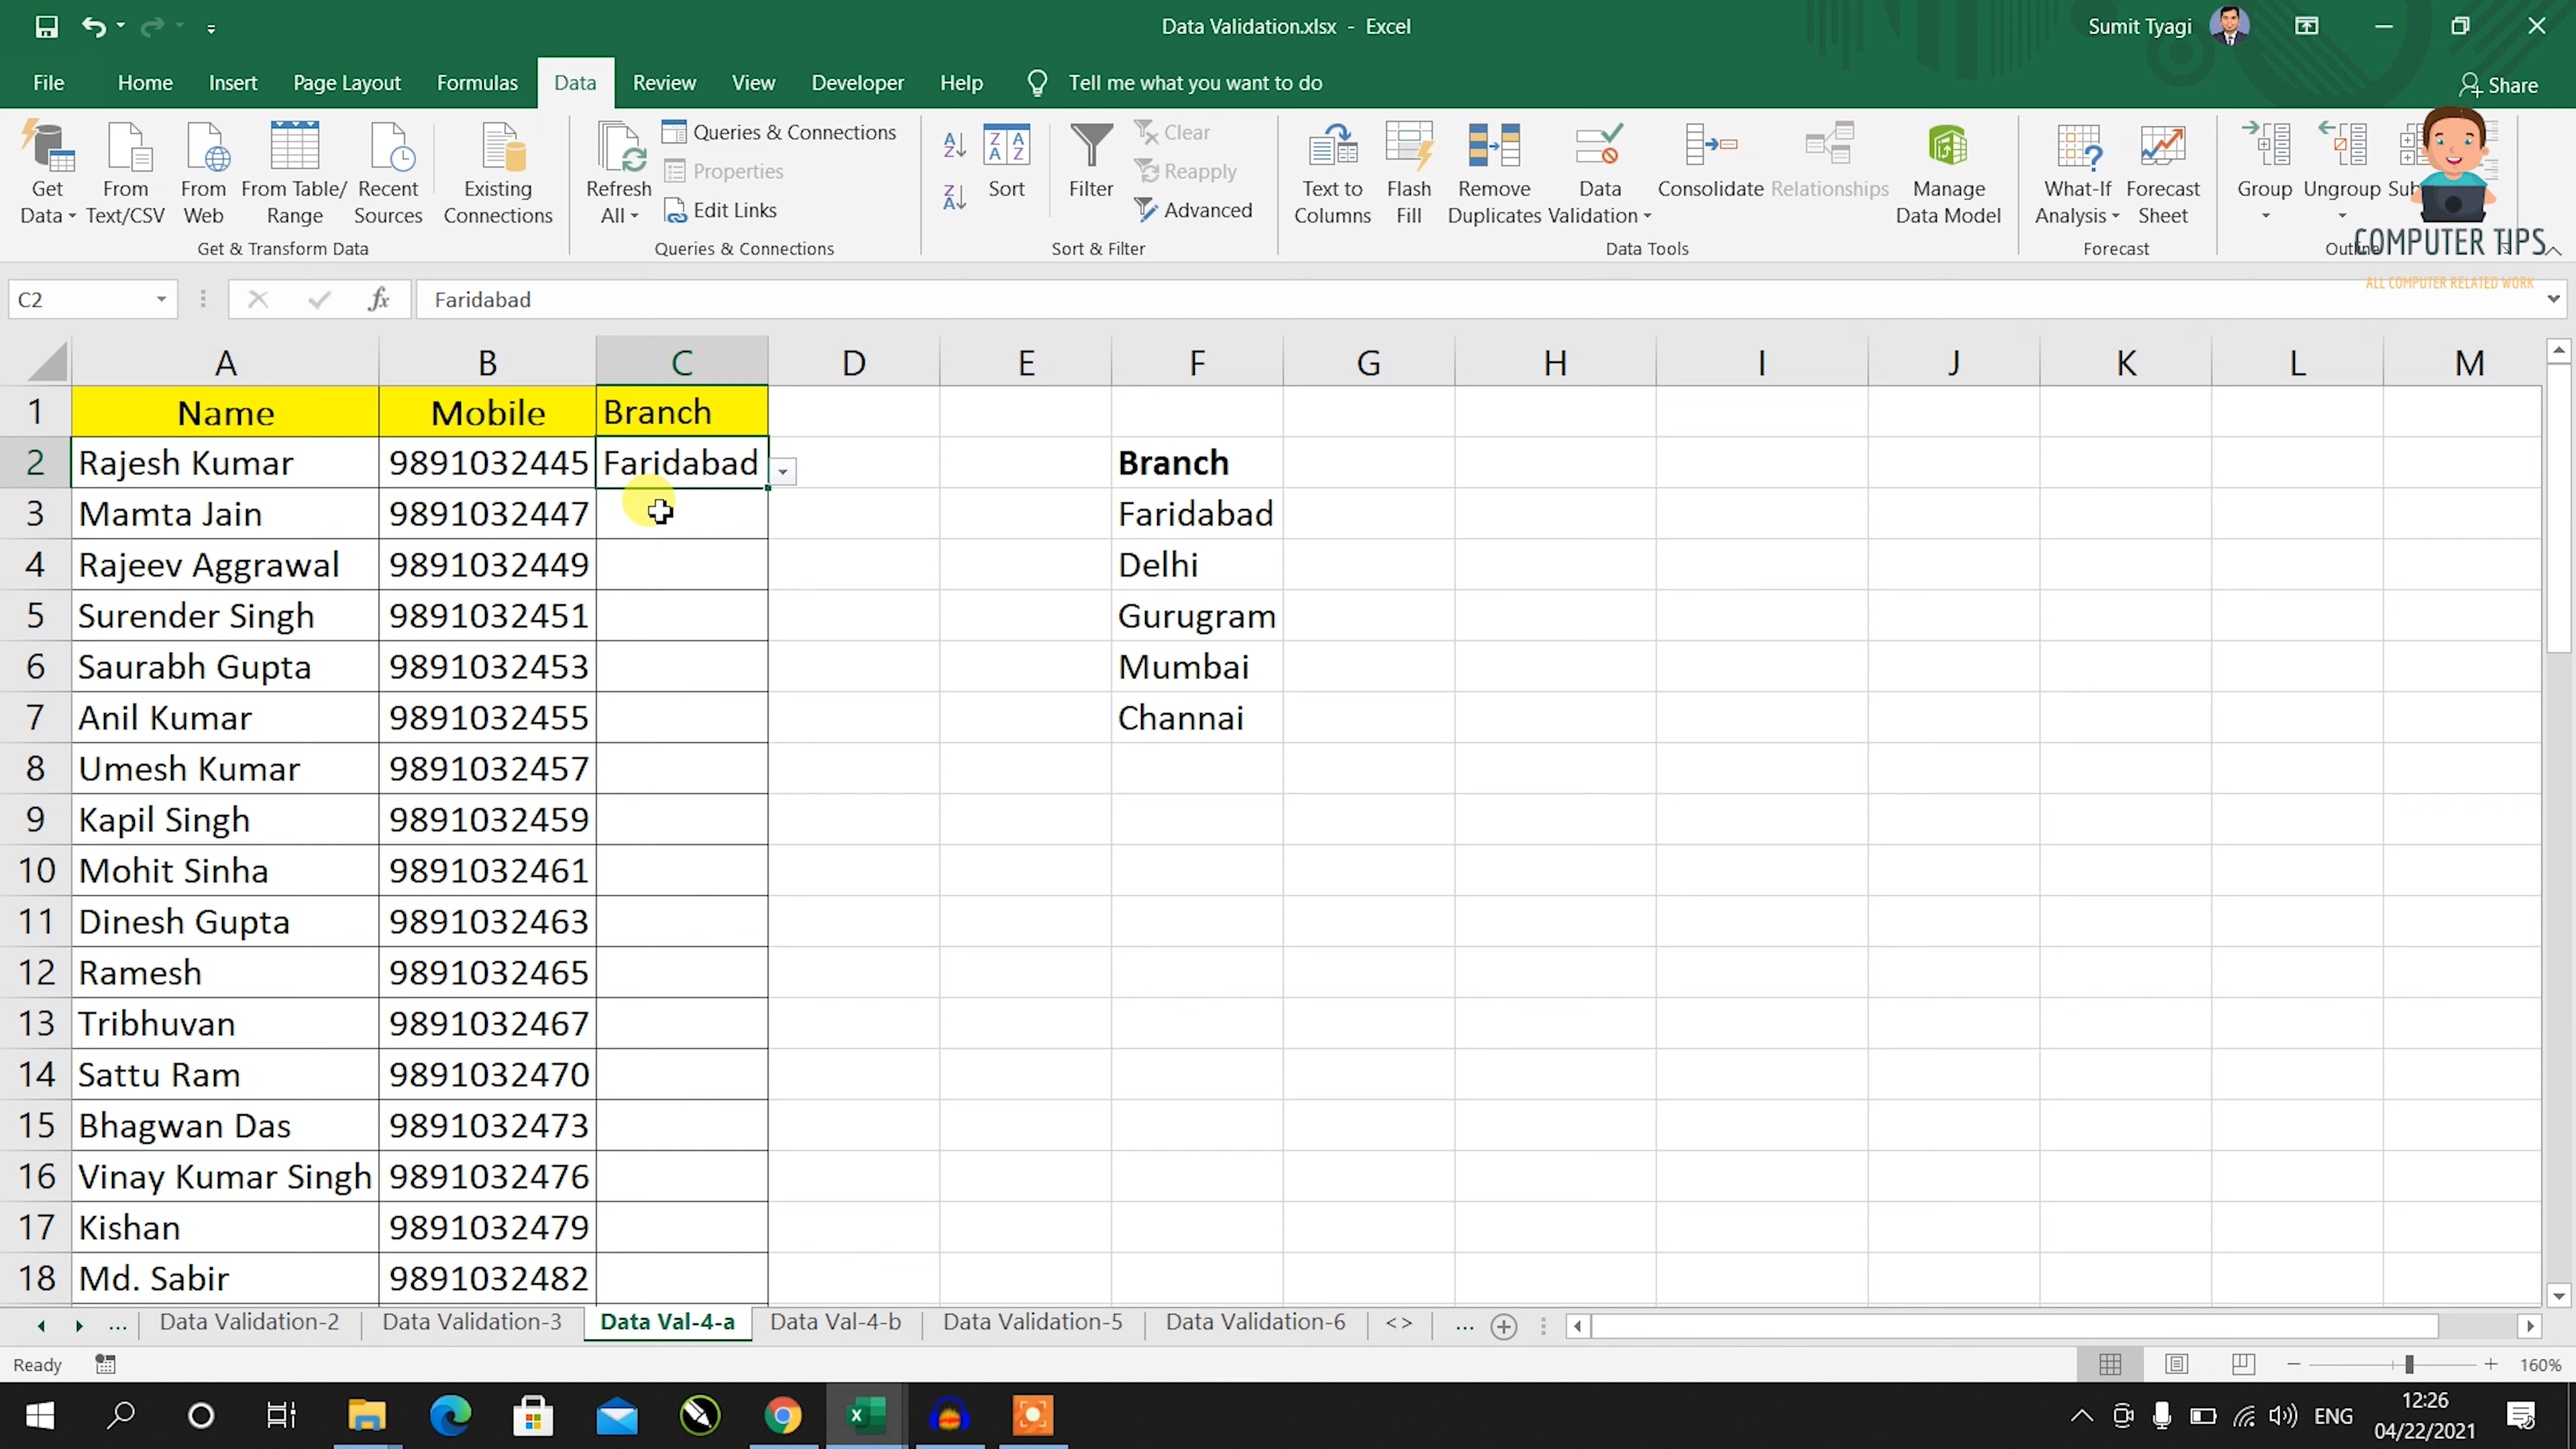 Data Validation.xlsx - Excel
Sumit Tyagi
File Home Insert Page Layout Formulas Data Review View Developer Help Tell me what you want to do
Share
Get Data
From Text/CSV
From Web
From Table/ Range
Recent Sources
Existing Connections
Get & Transform Data
Refresh All
Queries & Connections
Properties
Edit Links
Queries & Connections
Sort
Filter
Clear
Reapply
Advanced
Sort & Filter
Text to Columns
Flash Fill
Remove Duplicates
Data Validation
Consolidate
Relationships
Manage Data Model
Data Tools
What-If Analysis
Forecast Sheet
Forecast
Group
Ungroup
COMPUTER TIPS
ALL COMPUTER RELATED WORK
C2 fx Faridabad
A B C D E F G H I J K L M
1 Name Mobile Branch
2 Rajesh Kumar 9891032445 Faridabad Branch
3 Mamta Jain 9891032447 Faridabad
4 Rajeev Aggrawal 9891032449 Delhi
5 Surender Singh 9891032451 Gurugram
6 Saurabh Gupta 9891032453 Mumbai
7 Anil Kumar 9891032455 Channai
8 Umesh Kumar 9891032457
9 Kapil Singh 9891032459
10 Mohit Sinha 9891032461
11 Dinesh Gupta 9891032463
12 Ramesh 9891032465
13 Tribhuvan 9891032467
14 Sattu Ram 9891032470
15 Bhagwan Das 9891032473
16 Vinay Kumar Singh 9891032476
17 Kishan 9891032479
18 Md. Sabir 9891032482
... Data Validation-2 Data Validation-3 Data Val-4-a Data Val-4-b Data Validation-5 Data Validation-6 <> ...
Ready
160%
ENG
12:26
04/22/2021